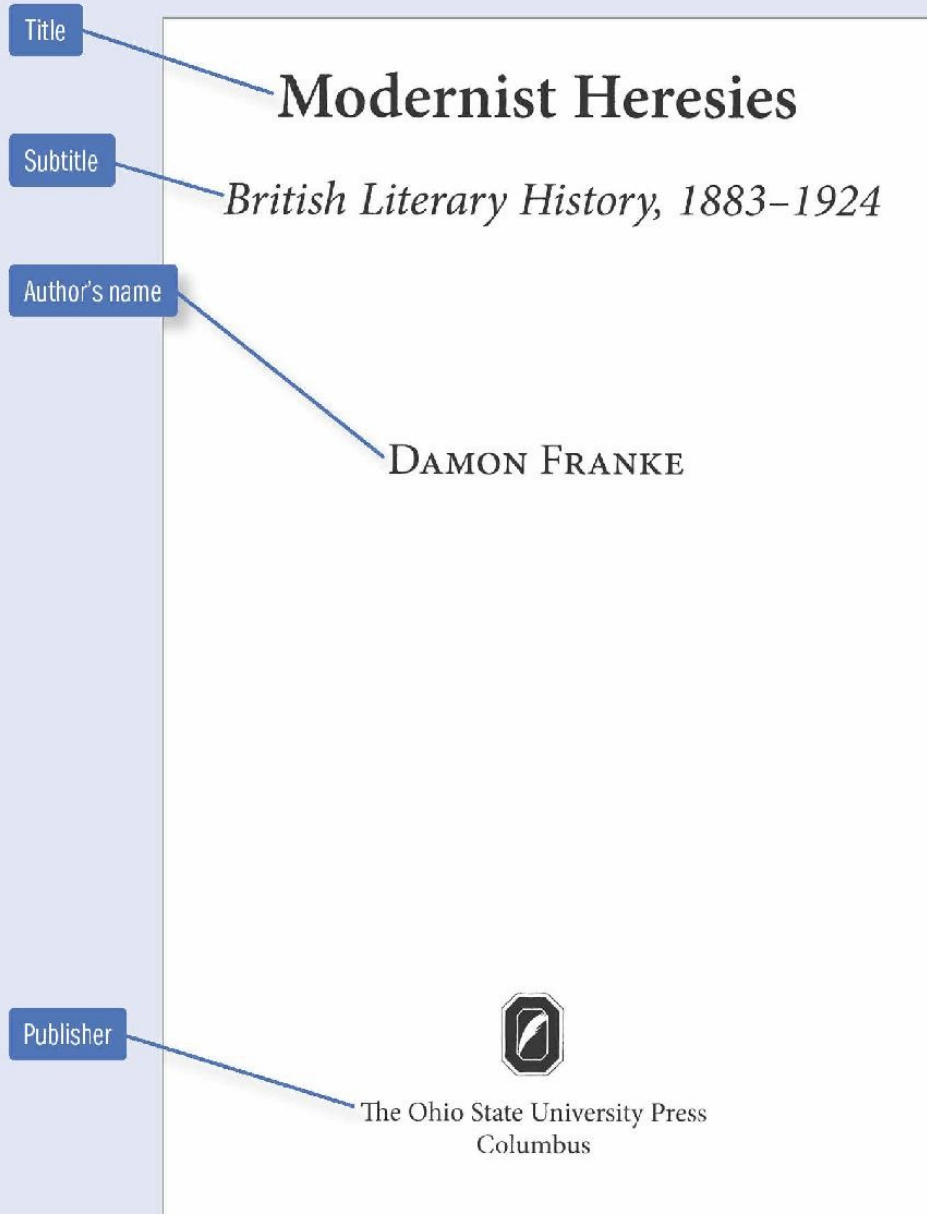 Title
Modernist Heresies
Subtitle
British Literary History, 1883–1924
Author's name
DAMON FRANKE
Publisher
The Ohio State University Press
Columbus